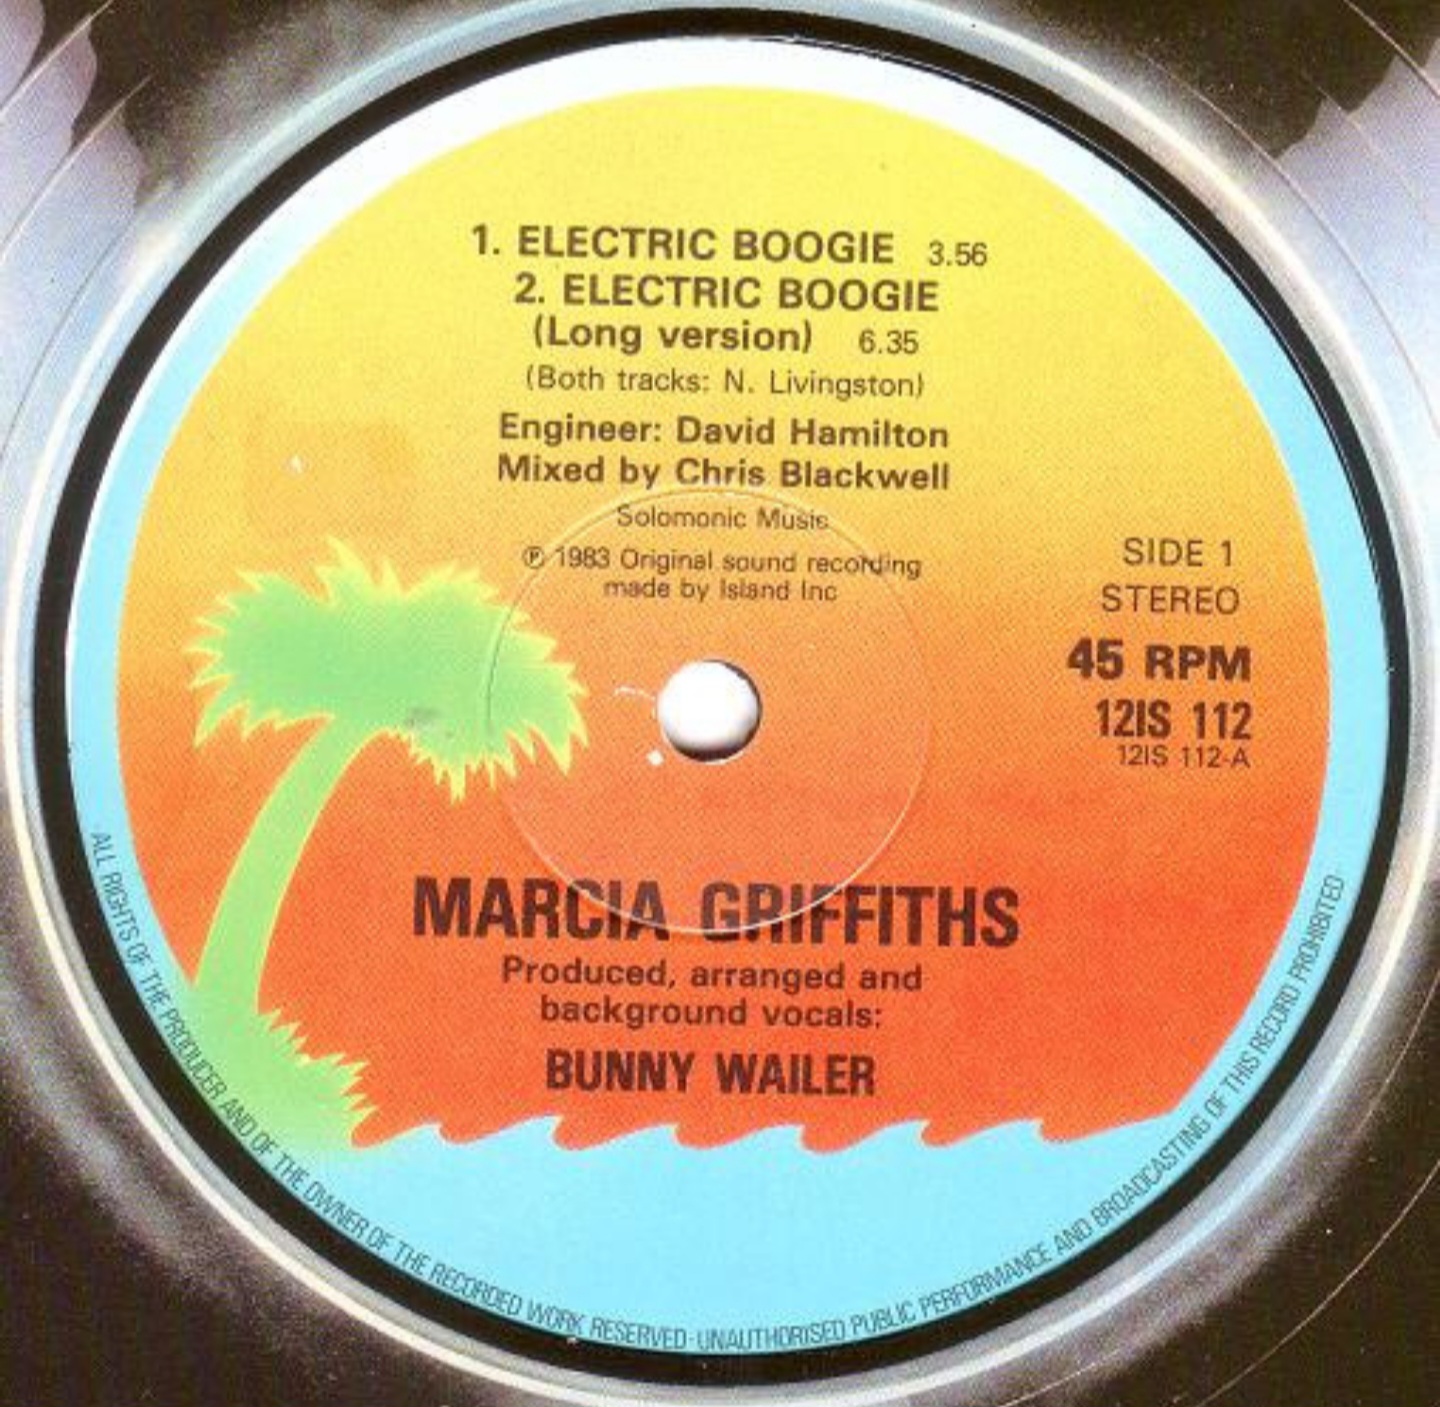 1. ELECTRIC BOOGIE 3.56
2. ELECTRIC BOOGIE
(Long version) 6.35
(Both tracks: N. Livingston)
Engineer: David Hamilton
Mixed by Chris Blackwell
Solomonic Music
℗ 1983 Original sound recording
made by Island Inc
SIDE 1
STEREO
45 RPM
12IS 112
12IS 112-A
MARCIA GRIFFITHS
Produced, arranged and
background vocals:
BUNNY WAILER
ALL RIGHTS OF THE PRODUCER AND OF THE OWNER OF THE RECORDED WORK RESERVED·UNAUTHORISED PUBLIC PERFORMANCE AND BROADCASTING OF THIS RECORD PROHIBITED